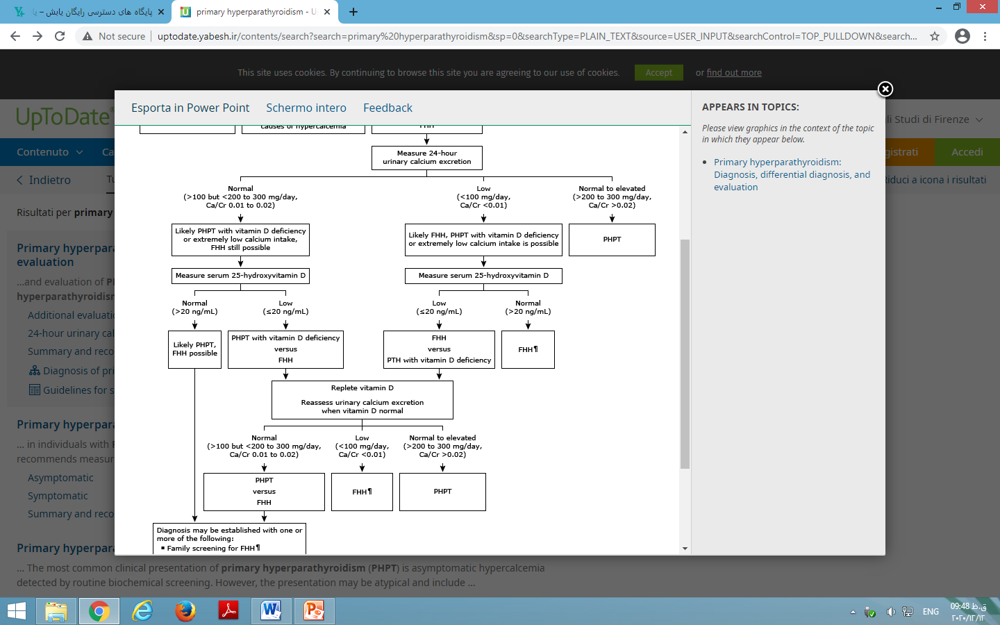 پایگاه های دسترسی رایگان یابش – یا
primary hyperparathyroidism - U
Not secure
uptodate.yabesh.ir/contents/search?search=primary%20hyperparathyroidism&sp=0&searchType=PLAIN_TEXT&source=USER_INPUT&searchControl=TOP_PULLDOWN&search...
This site uses cookies. By continuing to browse this site you are agreeing to our use of cookies.
Accept
or find out more
UpToDate®
li Studi di Firenze
Contenuto
Ca
gistrati
Accedi
Indietro
Tu
Riduci a icona i risultati
Risultati per primary
Primary hyperpara
evaluation
...and evaluation of P
hyperparathyroidism
Additional evaluatio
24-hour urinary cal
Summary and reco
Diagnosis of pri
Guidelines for s
Primary hyperpara
... in individuals with
recommends measur
Asymptomatic
Symptomatic
Summary and reco
Primary hyperpara
... The most common clinical presentation of primary hyperparathyroidism (PHPT) is asymptomatic hypercalcemia
detected by routine biochemical screening. However, the presentation may be atypical and include ...
Esporta in Power Point
Schermo intero
Feedback
causes of hypercalcemia
FHH
Measure 24-hour
urinary calcium excretion
Normal
(>100 but <200 to 300 mg/day,
Ca/Cr 0.01 to 0.02)
Low
(<100 mg/day,
Ca/Cr <0.01)
Normal to elevated
(>200 to 300 mg/day,
Ca/Cr >0.02)
Likely PHPT with vitamin D deficiency
or extremely low calcium intake,
FHH still possible
Likely FHH, PHPT with vitamin D deficiency
or extremely low calcium intake is possible
PHPT
Measure serum 25-hydroxyvitamin D
Measure serum 25-hydroxyvitamin D
Normal
(>20 ng/mL)
Low
(≤20 ng/mL)
Low
(≤20 ng/mL)
Normal
(>20 ng/mL)
Likely PHPT,
FHH possible
PHPT with vitamin D deficiency
versus
FHH
FHH
versus
PTH with vitamin D deficiency
FHH¶
Replete vitamin D
Reassess urinary calcium excretion
when vitamin D normal
Normal
(>100 but <200 to 300 mg/day,
Ca/Cr 0.01 to 0.02)
Low
(<100 mg/day,
Ca/Cr <0.01)
Normal to elevated
(>200 to 300 mg/day,
Ca/Cr >0.02)
PHPT
versus
FHH
FHH¶
PHPT
Diagnosis may be established with one or
more of the following:
▪ Family screening for FHH¶
APPEARS IN TOPICS:
Please view graphics in the context of the topic
in which they appear below.
• Primary hyperparathyroidism:
Diagnosis, differential diagnosis, and
evaluation
ENG
09:48 ق.ظ
۲۰۲۰/۱۲/۱۲